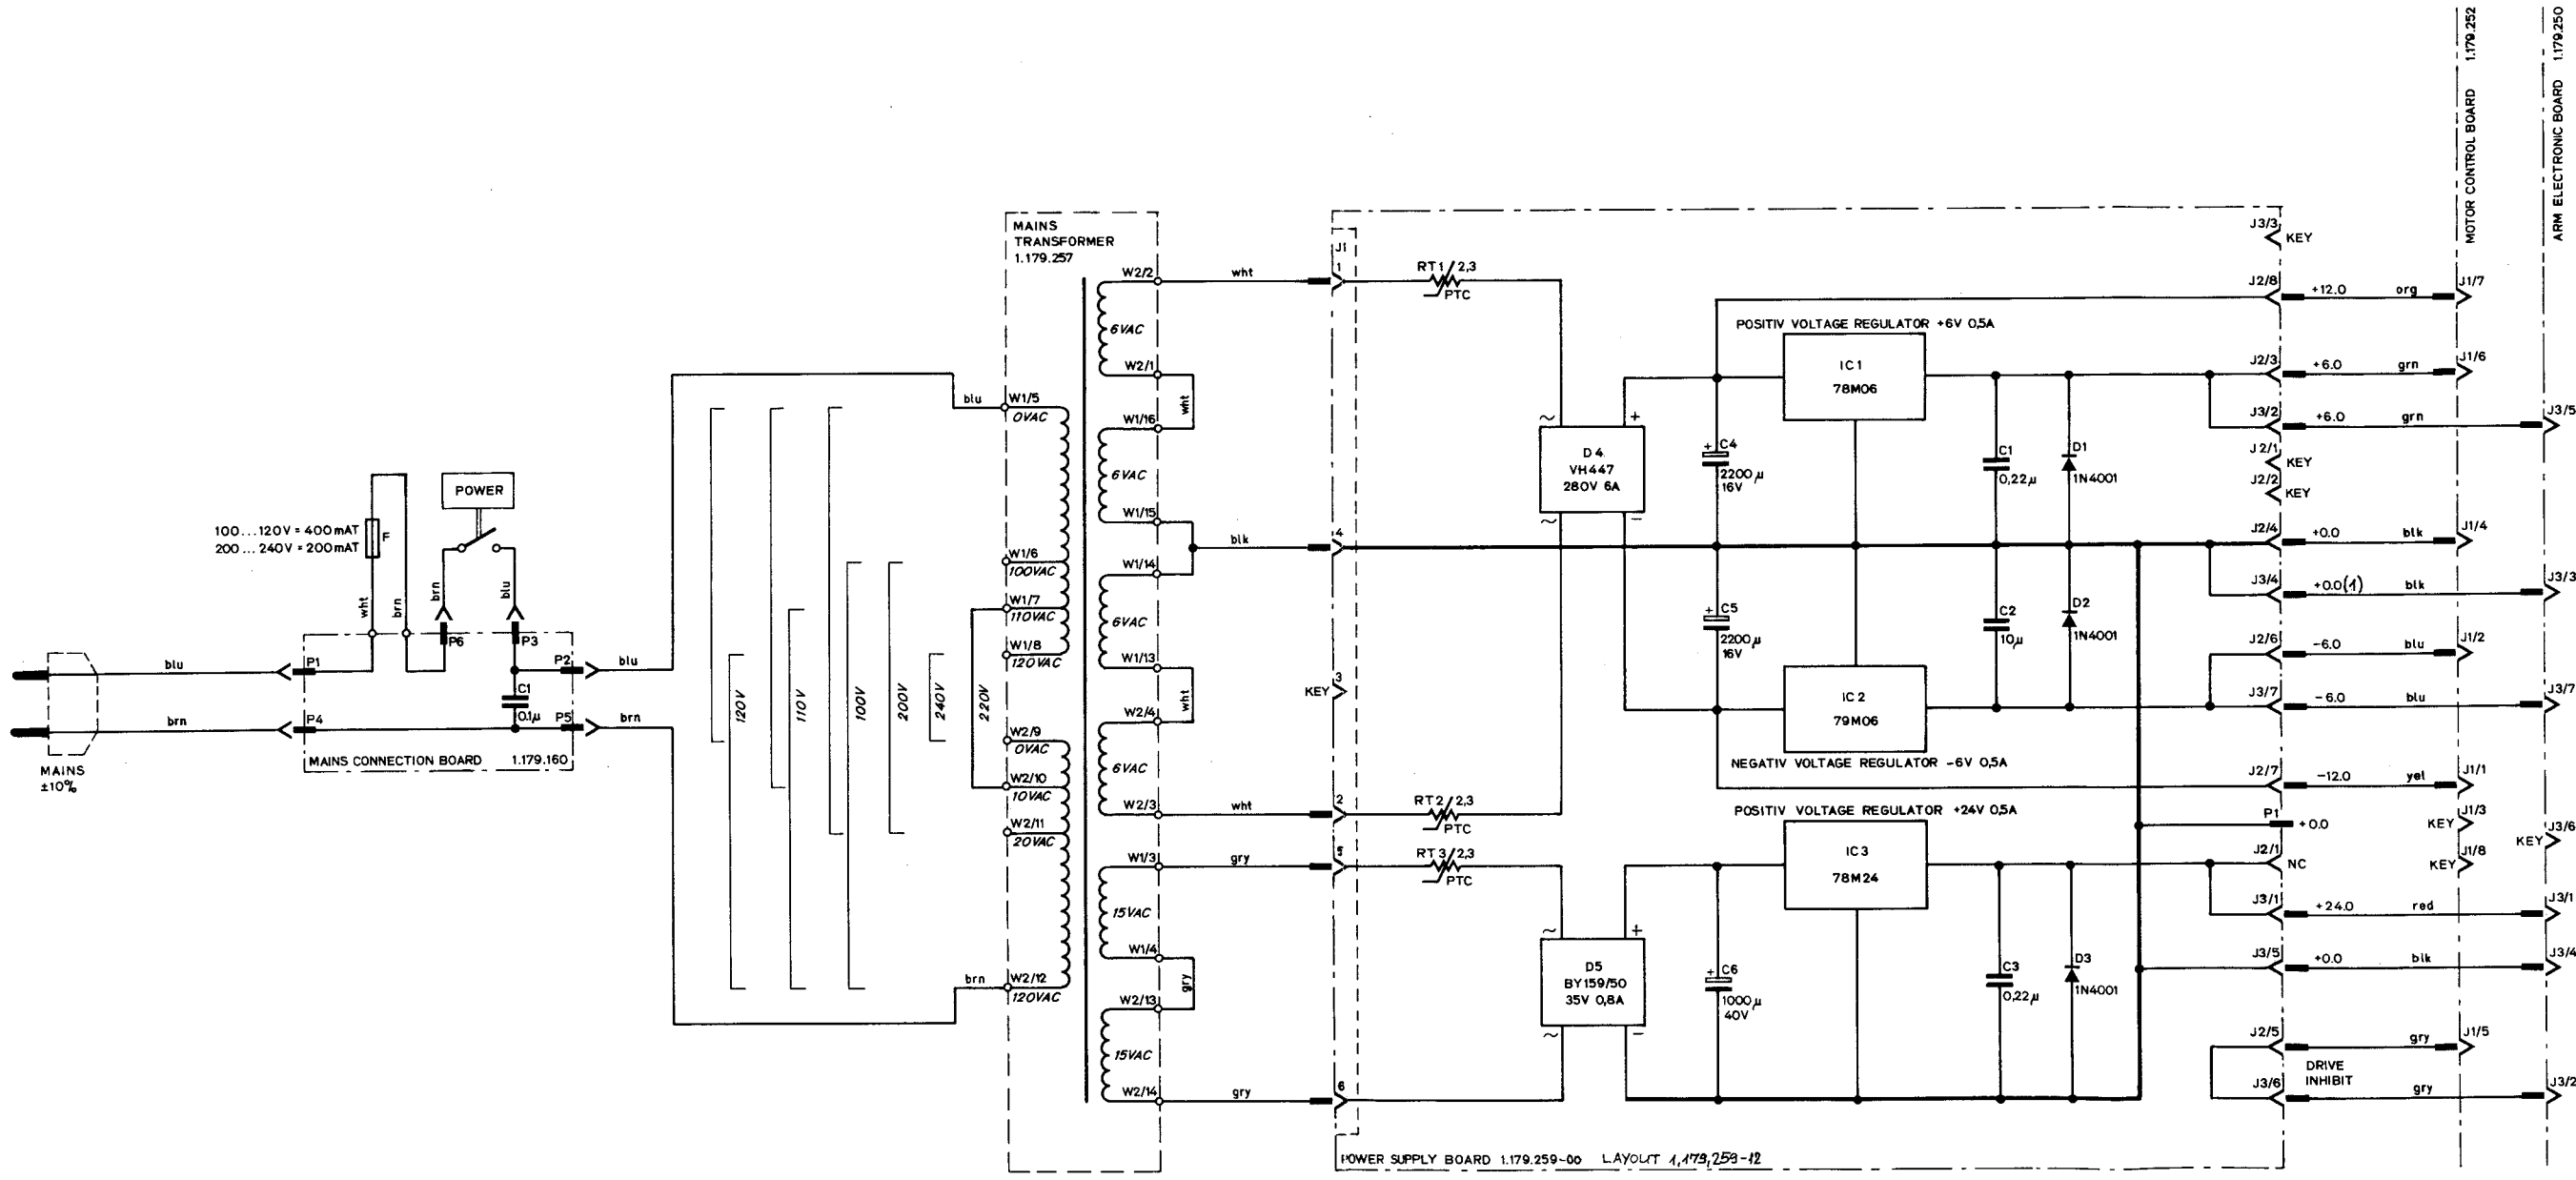 MOTOR CONTROL BOARD 1.179.252
ARM ELECTRONIC BOARD 1.179.250
100...120V = 400mAT
200...240V = 200mAT
F
POWER
wht
brn
brn
blu
P6
P3
blu
P1
P2
blu
C1
0.1µ
brn
P4
P5
brn
MAINS CONNECTION BOARD 1.179.160
MAINS
±10%
120V
110V
100V
200V
240V
220V
MAINS
TRANSFORMER
1.179.257
blu
W1/5
0VAC
W1/6
100VAC
W1/7
110VAC
W1/8
120VAC
W2/9
0VAC
W2/10
10VAC
W2/11
20VAC
brn
W2/12
120VAC
W2/2
6VAC
W2/1
wht
W1/16
6VAC
W1/15
W1/14
6VAC
W1/13
wht
W2/4
6VAC
W2/3
W1/3
15VAC
W1/4
gry
W2/13
15VAC
W2/14
wht
blk
wht
gry
gry
J1
1
4
KEY 3
2
5
6
RT1/2,3
PTC
RT2/2,3
PTC
RT3/2,3
PTC
~
+
D4
VH447
280V 6A
~
–
~
+
D5
BY159/50
35V 0,8A
~
–
POSITIV VOLTAGE REGULATOR +6V 0,5A
IC1
78M06
+ C4
2200µ
16V
C1
0,22µ
D1
1N4001
+ C5
2200µ
16V
C2
10µ
D2
1N4001
IC2
79M06
NEGATIV VOLTAGE REGULATOR -6V 0,5A
POSITIV VOLTAGE REGULATOR +24V 0,5A
IC3
78M24
+ C6
1000µ
40V
C3
0,22µ
D3
1N4001
J3/3
KEY
J2/8 +12.0 org J1/7
J2/3 +6.0 grn J1/6
J3/2 +6.0 grn J3/5
J2/1
KEY
J2/2
KEY
J2/4 +0.0 blk J1/4
J3/4 +0.0(1) blk J3/3
J2/6 -6.0 blu J1/2
J3/7 -6.0 blu J3/7
J2/7 -12.0 yel J1/1
P1 +0.0 KEY J1/3
KEY J3/6
J2/1 NC KEY J1/8
J3/1 +24.0 red J3/1
J3/5 +0.0 blk J3/4
J2/5 gry J1/5
DRIVE
INHIBIT
J3/6 gry J3/2
POWER SUPPLY BOARD 1.179.259-00 LAYOUT 1,179,259-12